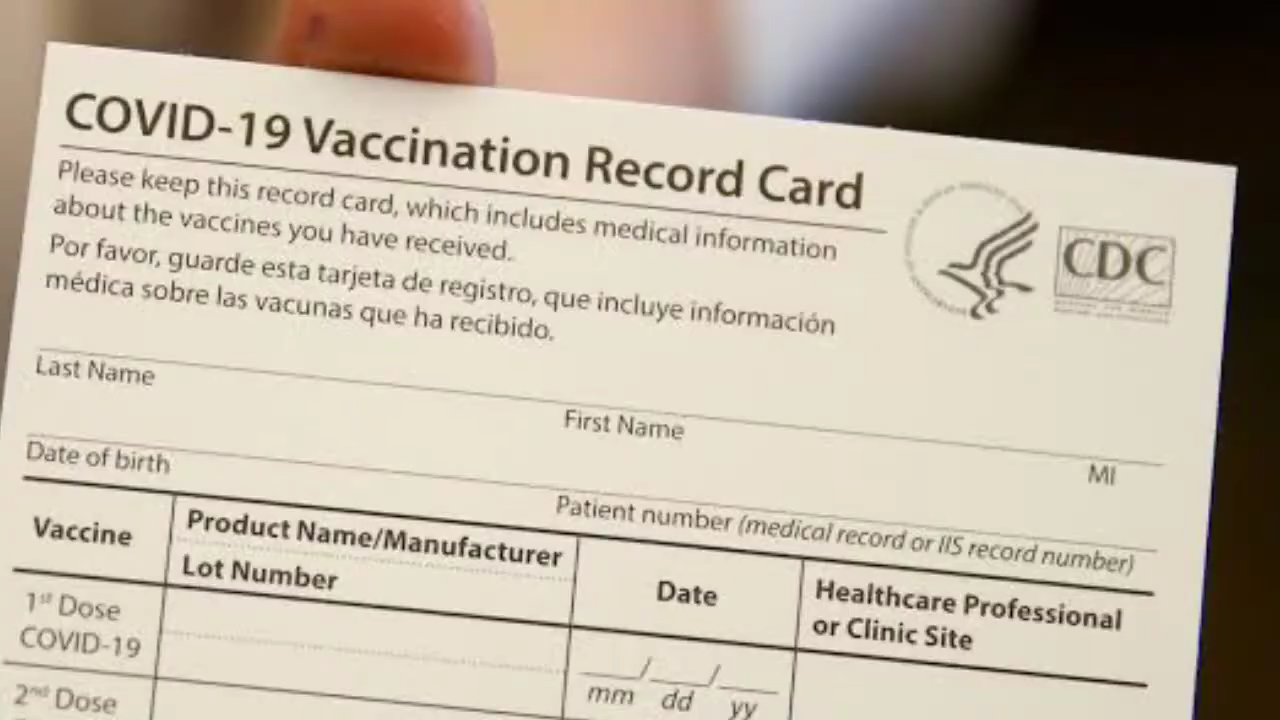 COVID-19 Vaccination Record Card
Please keep this record card, which includes medical information
about the vaccines you have received.
Por favor, guarde esta tarjeta de registro, que incluye información
médica sobre las vacunas que ha recibido.
CDC
Last Name
First Name
MI
Date of birth
Patient number (medical record or IIS record number)
Vaccine
Product Name/Manufacturer
Lot Number
Date
Healthcare Professional
or Clinic Site
1st Dose
COVID-19
___/___/___
mm dd yy
2nd Dose